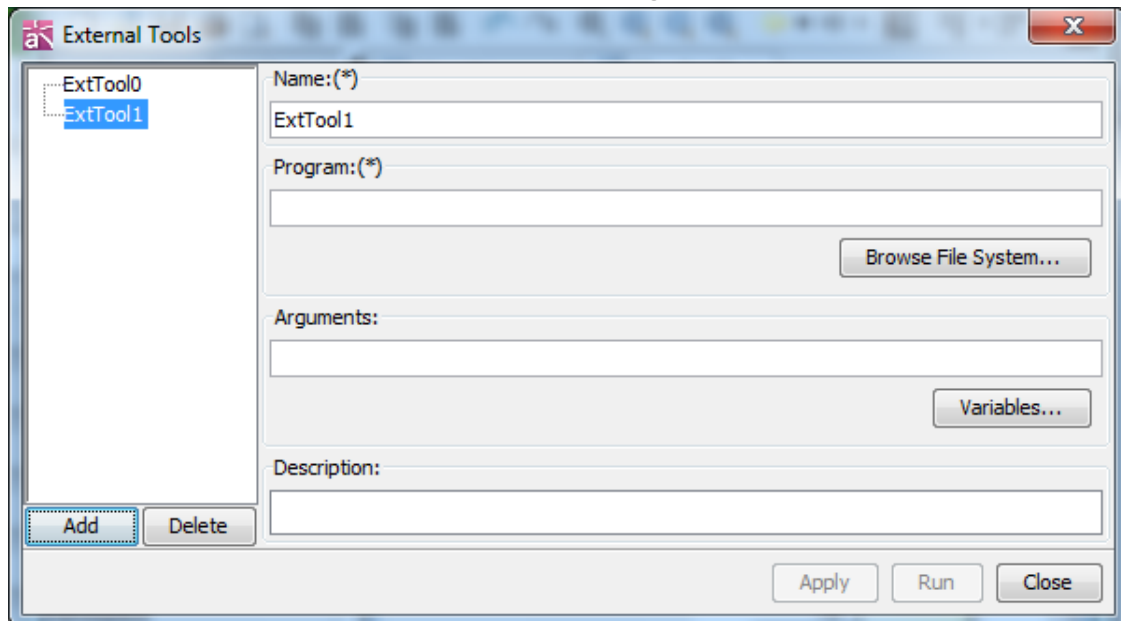 External Tools
ExtTool0
ExtTool1
Name:(*)
ExtTool1
Program:(*)
Browse File System...
Arguments:
Variables...
Description:
Add Delete
Apply Run Close